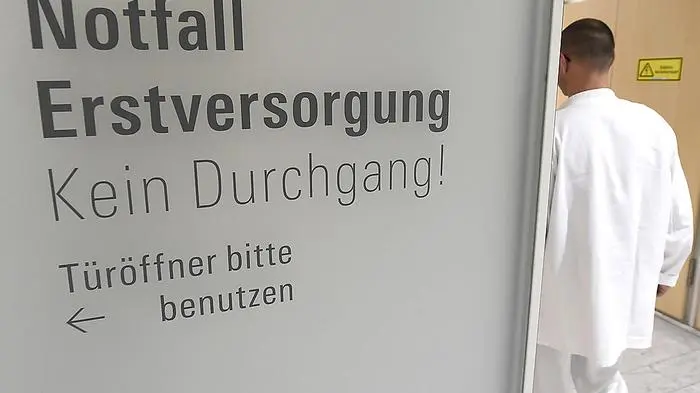 Notfall
Erstversorgung
Kein Durchgang!
Türöffner bitte
← benutzen